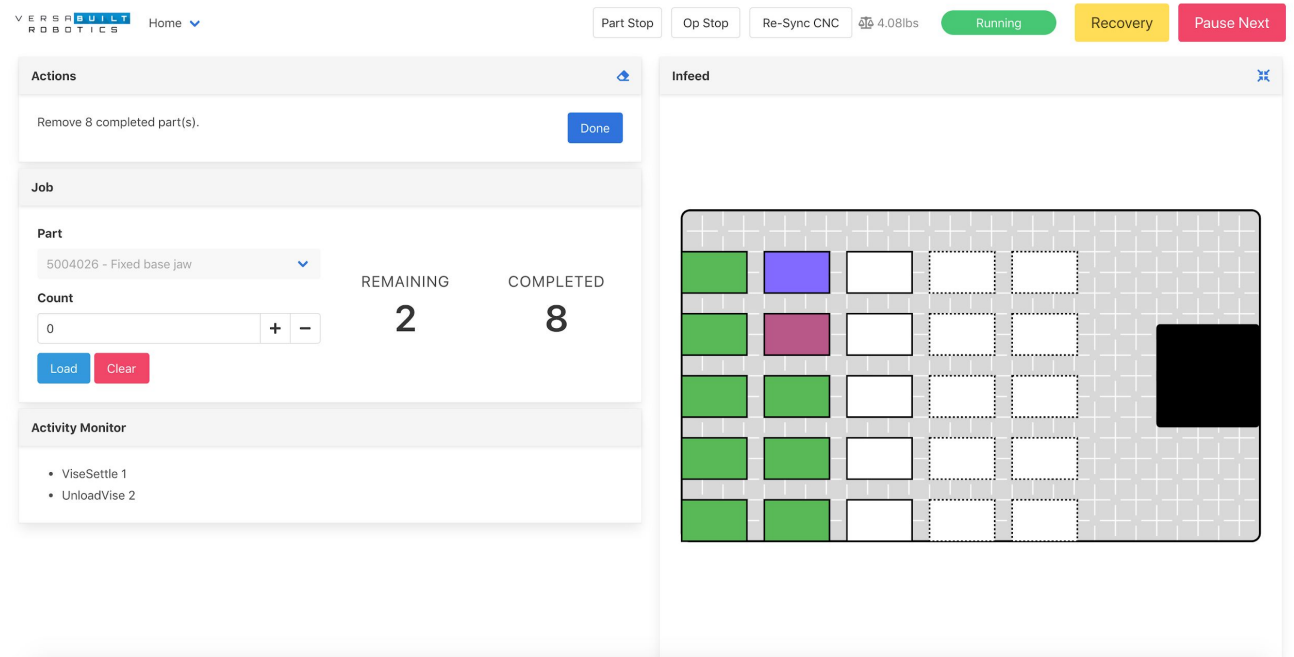 VERSABUILT
ROBOTICS
Home
Part Stop
Op Stop
Re-Sync CNC
4.08lbs
Running
Recovery
Pause Next
Actions
Remove 8 completed part(s).
Done
Job
Part
5004026 - Fixed base jaw
Count
0
+
−
Load
Clear
REMAINING
2
COMPLETED
8
Activity Monitor
• ViseSettle 1
• UnloadVise 2
Infeed